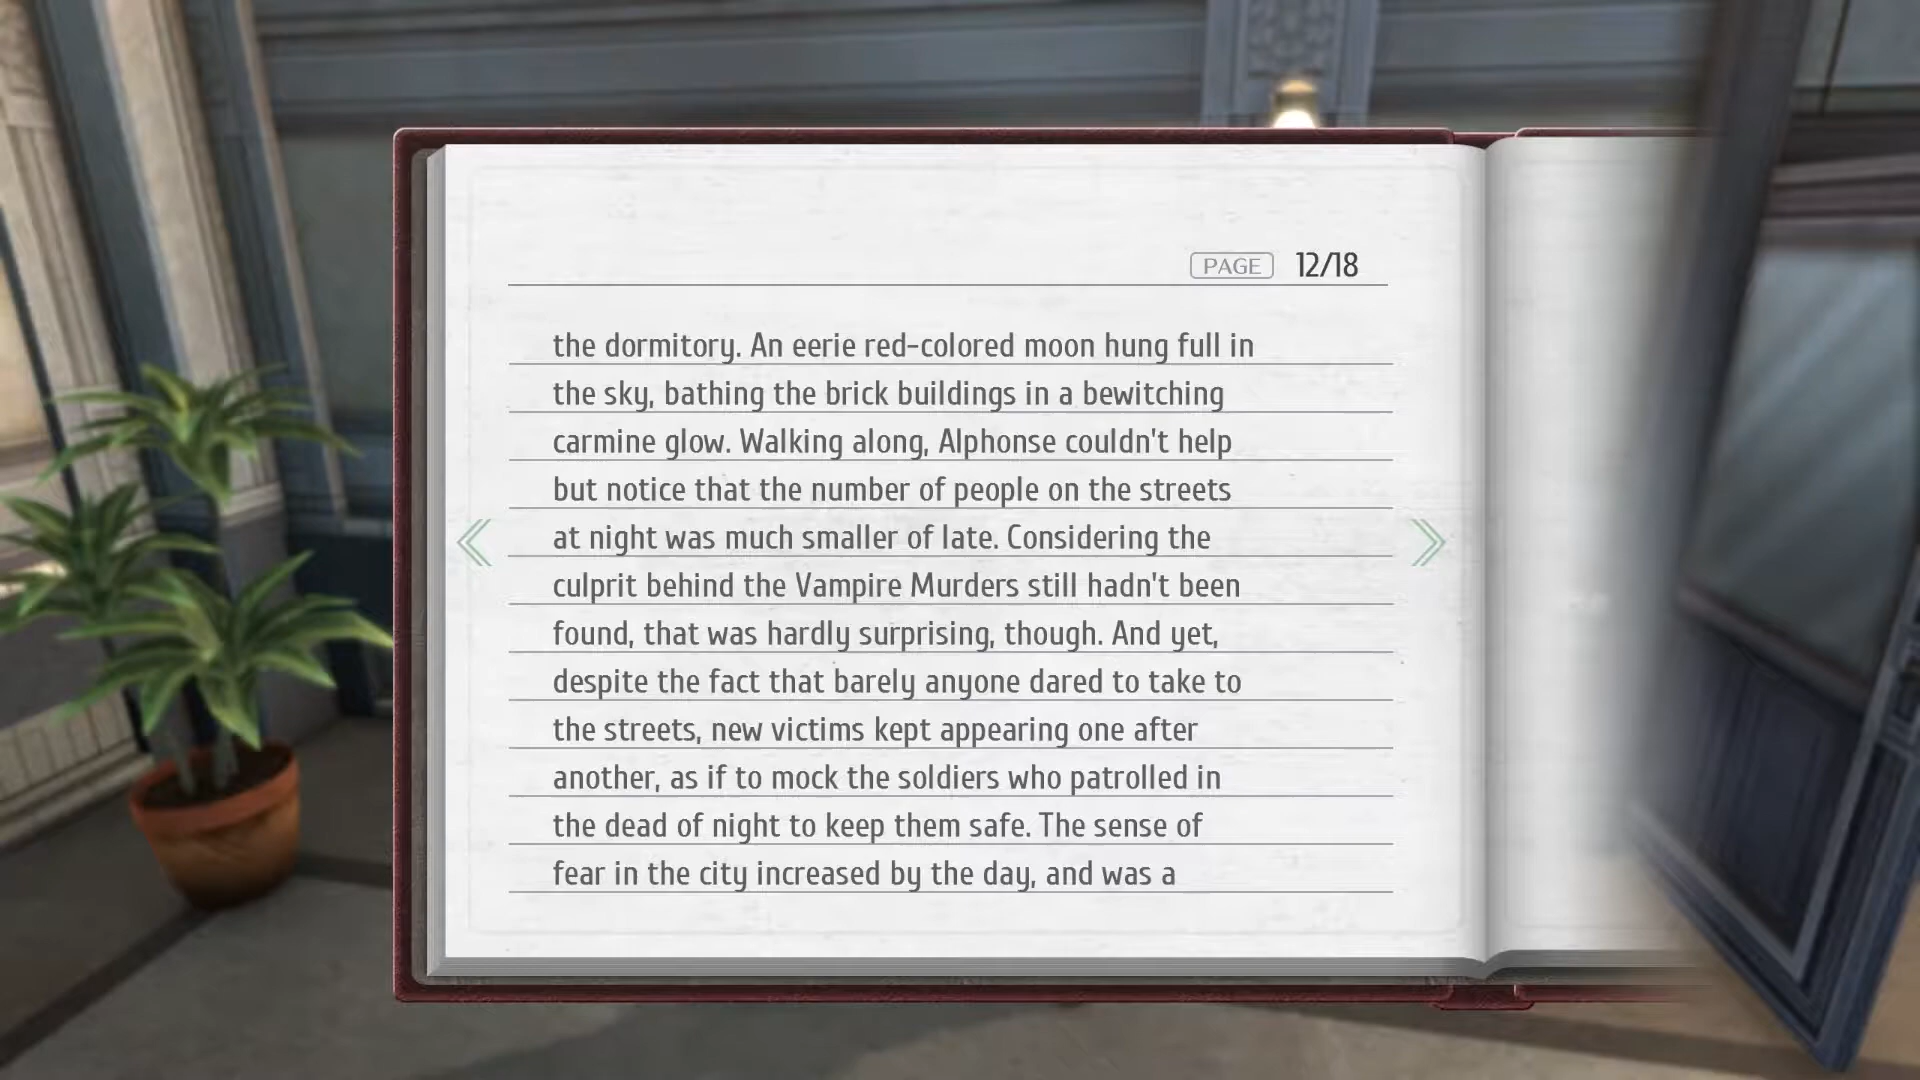 PAGE 12/18
the dormitory. An eerie red-colored moon hung full in
the sky, bathing the brick buildings in a bewitching
carmine glow. Walking along, Alphonse couldn't help
but notice that the number of people on the streets
at night was much smaller of late. Considering the
culprit behind the Vampire Murders still hadn't been
found, that was hardly surprising, though. And yet,
despite the fact that barely anyone dared to take to
the streets, new victims kept appearing one after
another, as if to mock the soldiers who patrolled in
the dead of night to keep them safe. The sense of
fear in the city increased by the day, and was a